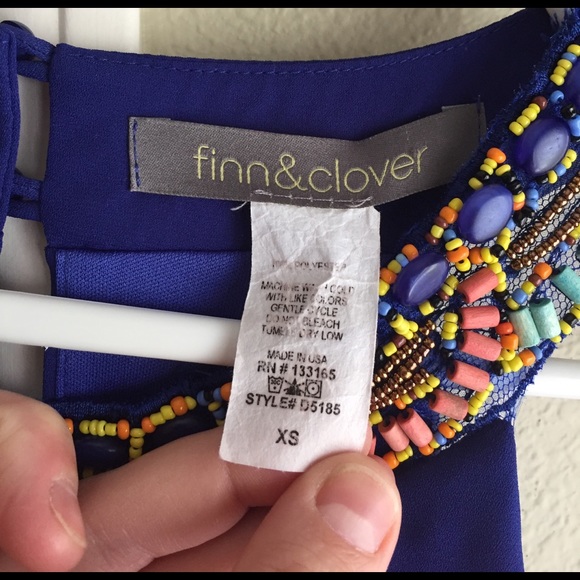 finn&clover
POLYESTER
MACHINE WASH COLD
WITH LIKE COLORS
GENTLE CYCLE
DO NOT BLEACH
TUMBLE DRY LOW
MADE IN USA
RN # 133165
STYLE# D5185
XS